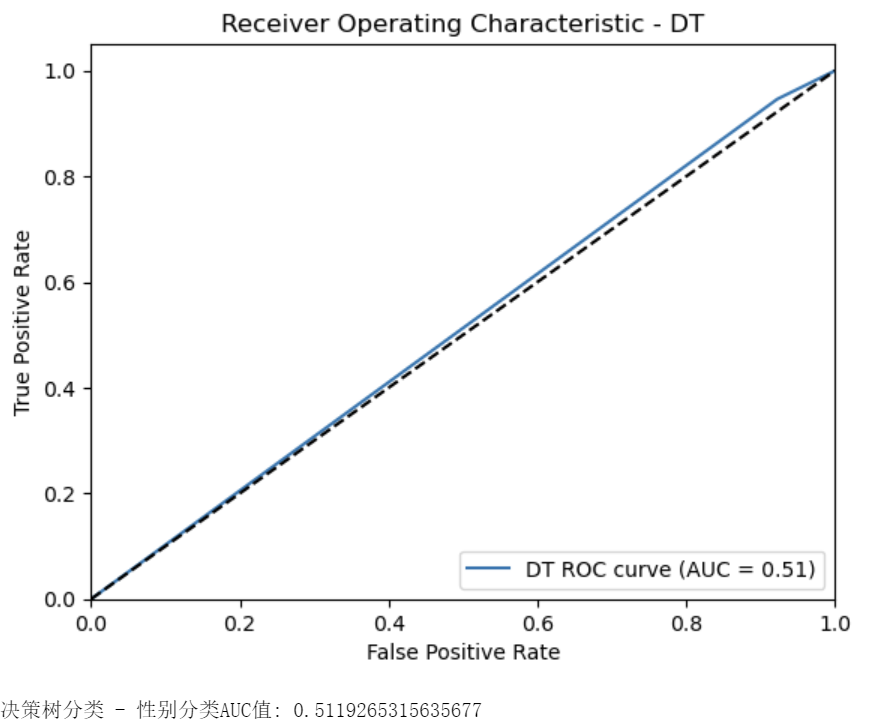 Receiver Operating Characteristic - DT
1.0
0.8
0.6
0.4
0.2
0.0
True Positive Rate
DT ROC curve (AUC = 0.51)
0.0 0.2 0.4 0.6 0.8 1.0
False Positive Rate
决策树分类 - 性别分类AUC值: 0.5119265315635677